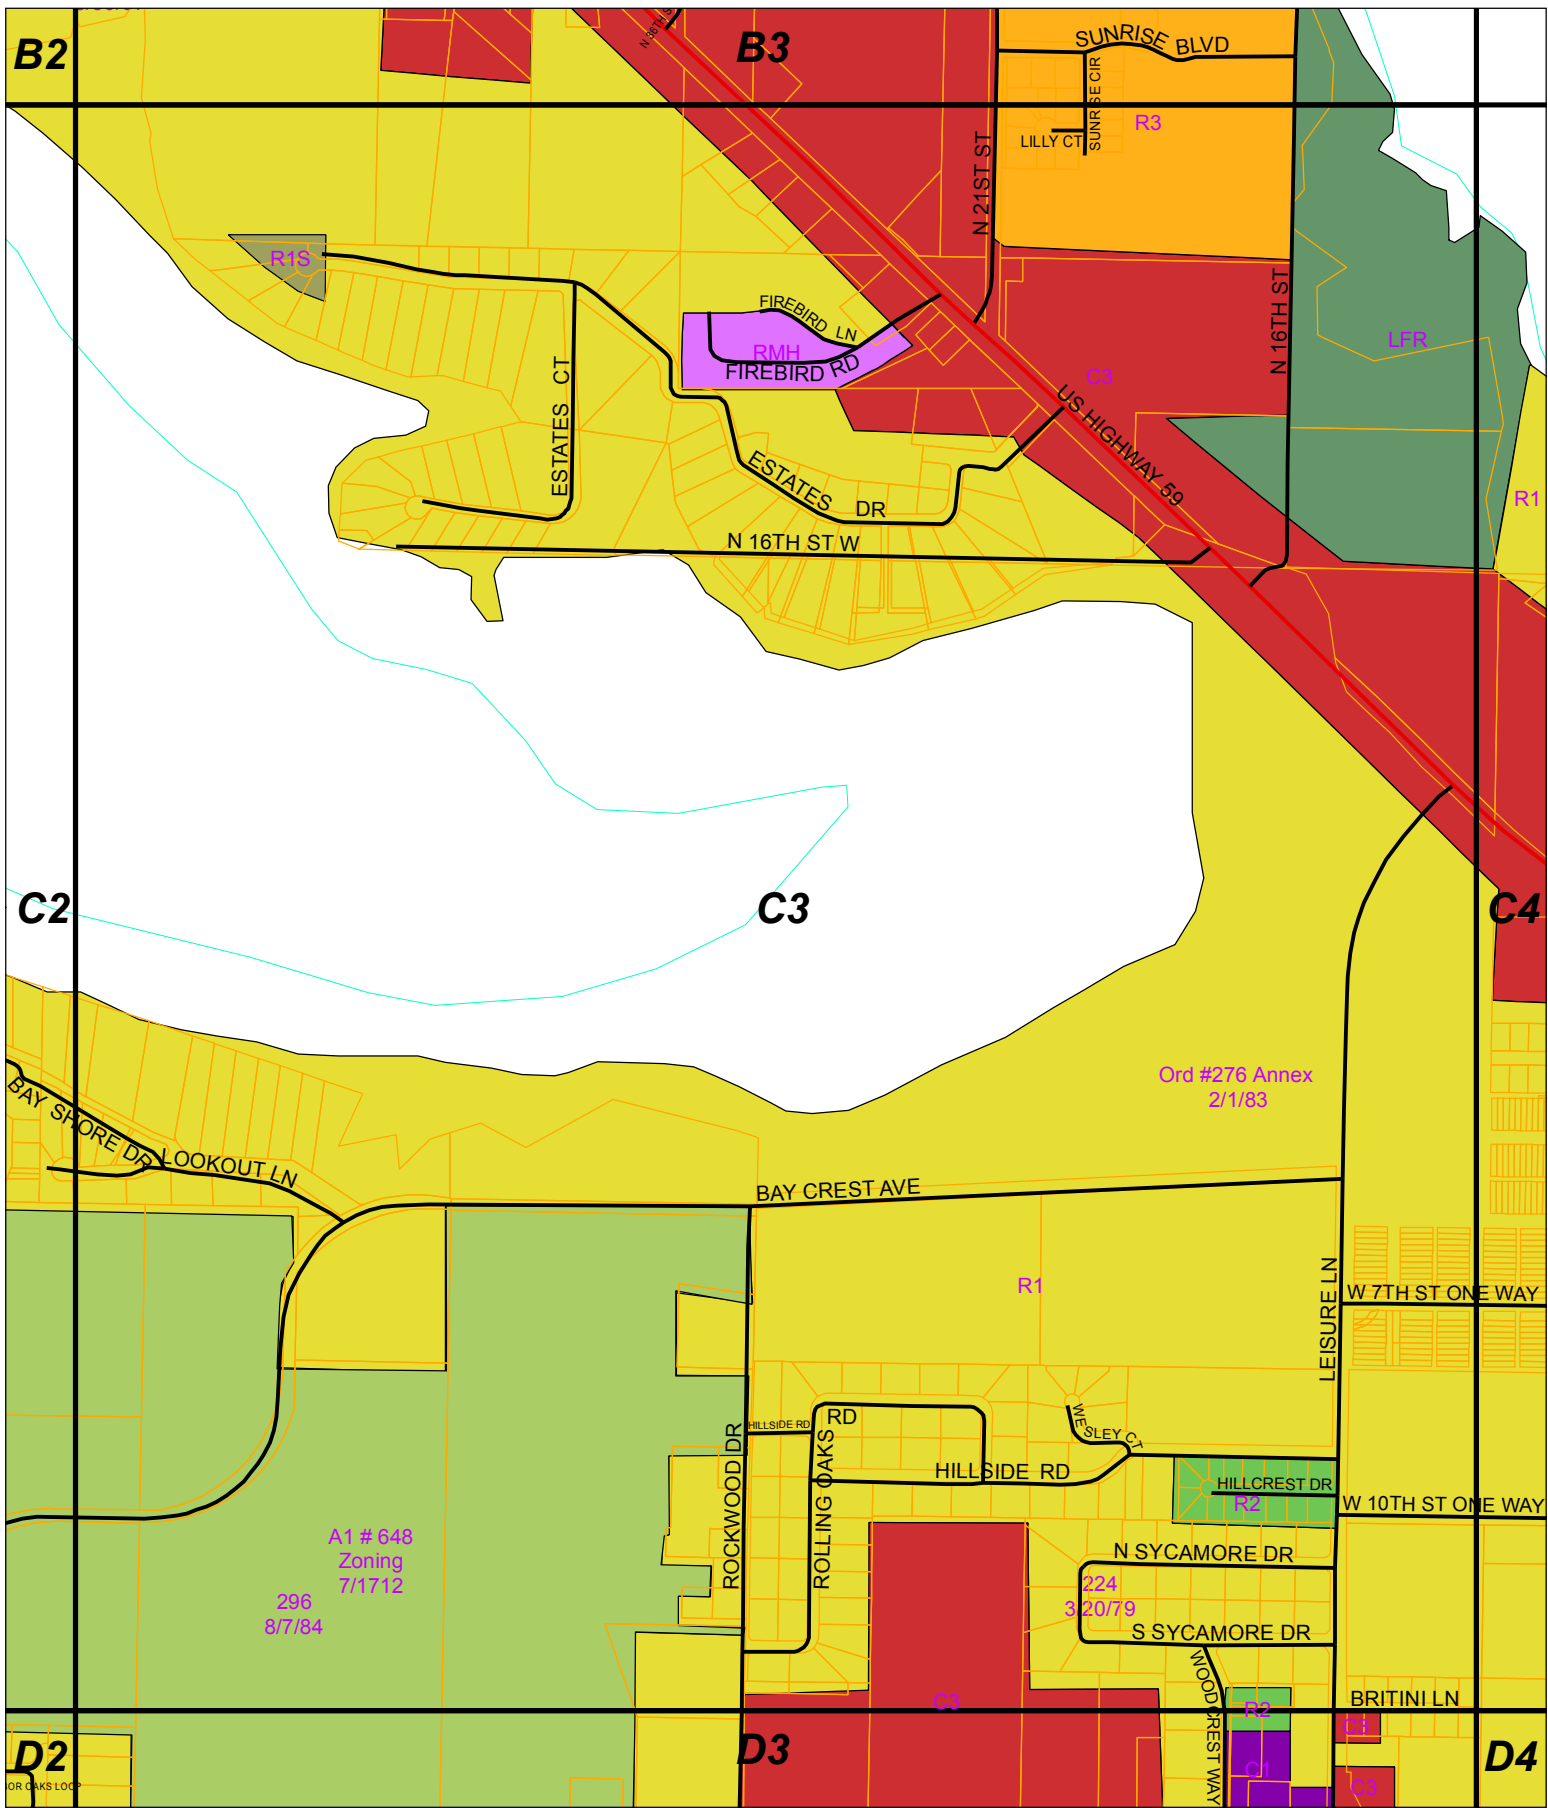 B2
N 36TH S
B3
SUNRISE BLVD
SUNRISE CIR
R3
LILLY CT
N 21ST ST
R1S
N 16TH ST
FIREBIRD LN
LFR
RMH
FIREBIRD RD
C3
ESTATES CT
US HIGHWAY 59
ESTATES DR
R1
N 16TH ST W
C2
C3
C4
Ord #276 Annex
2/1/83
BAY SHORE DR
LOOKOUT LN
BAY CREST AVE
R1
LEISURE LN
W 7TH ST ONE WAY
HILLSIDE RD
ROLLING OAKS RD
WESLEY CT
ROCKWOOD DR
HILLSIDE RD
HILLCREST DR
R2
W 10TH ST ONE WAY
A1 # 648
Zoning
7/1712
N SYCAMORE DR
224
3/20/79
296
8/7/84
S SYCAMORE DR
WOODCREST WAY
C3
R2
BRITINI LN
C3
D2
D3
D4
C1
C3
OR OAKS LOOP